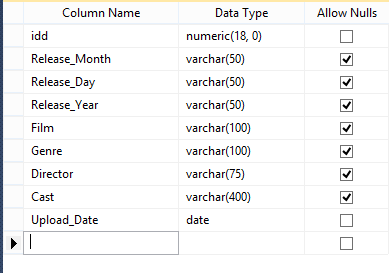 Column Name Data Type Allow Nulls
idd numeric(18, 0)
Release_Month varchar(50)
Release_Day varchar(50)
Release_Year varchar(50)
Film varchar(100)
Genre varchar(100)
Director varchar(75)
Cast varchar(400)
Upload_Date date